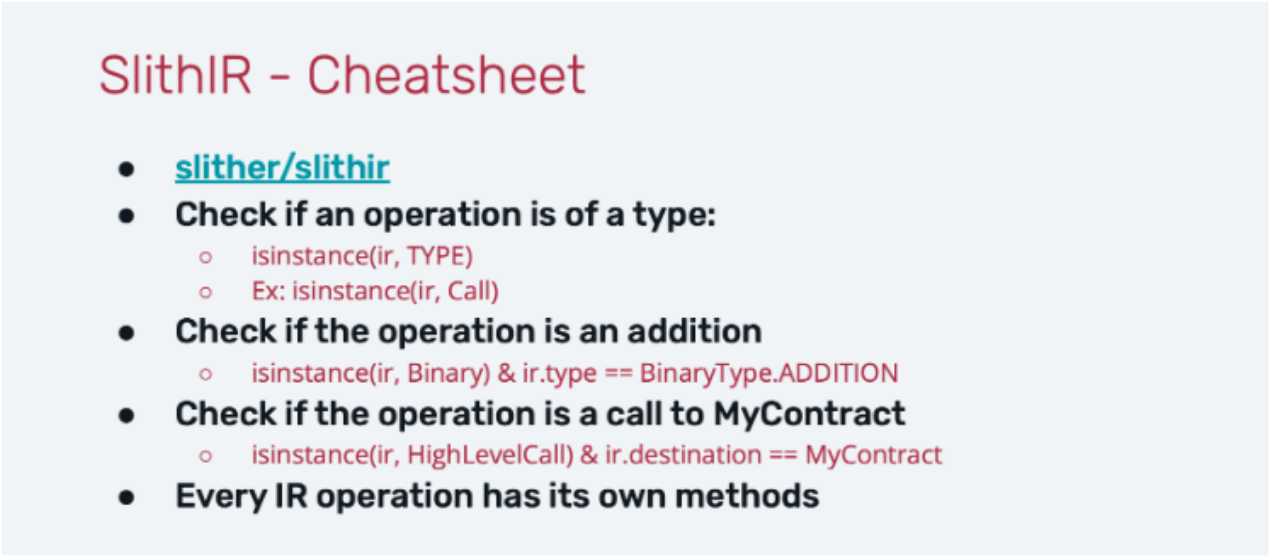 SlithIR - Cheatsheet
● slither/slithir
● Check if an operation is of a type:
○ isinstance(ir, TYPE)
○ Ex: isinstance(ir, Call)
● Check if the operation is an addition
○ isinstance(ir, Binary) & ir.type == BinaryType.ADDITION
● Check if the operation is a call to MyContract
○ isinstance(ir, HighLevelCall) & ir.destination == MyContract
● Every IR operation has its own methods